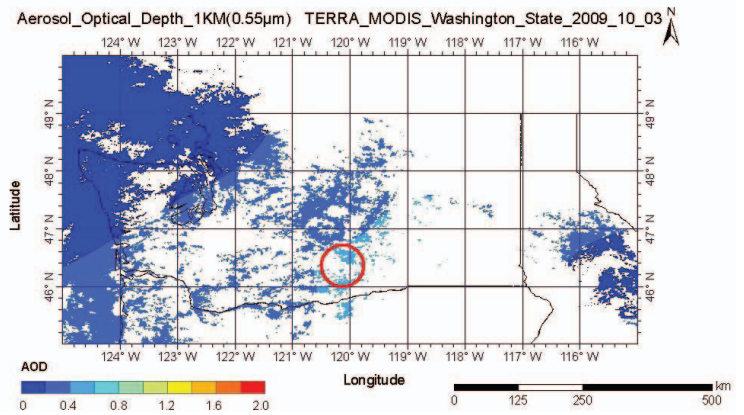 Aerosol_Optical_Depth_1KM(0.55µm) TERRA_MODIS_Washington_State_2009_10_03
N
124° W 123° W 122° W 121° W 120° W 119° W 118° W 117° W 116° W
49° N 49° N
48° N 48° N
47° N 47° N
46° N 46° N
Latitude
124° W 123° W 122° W 121° W 120° W 119° W 118° W 117° W 116° W
AOD
Longitude
0 0.4 0.8 1.2 1.6 2.0
km
0 125 250 500